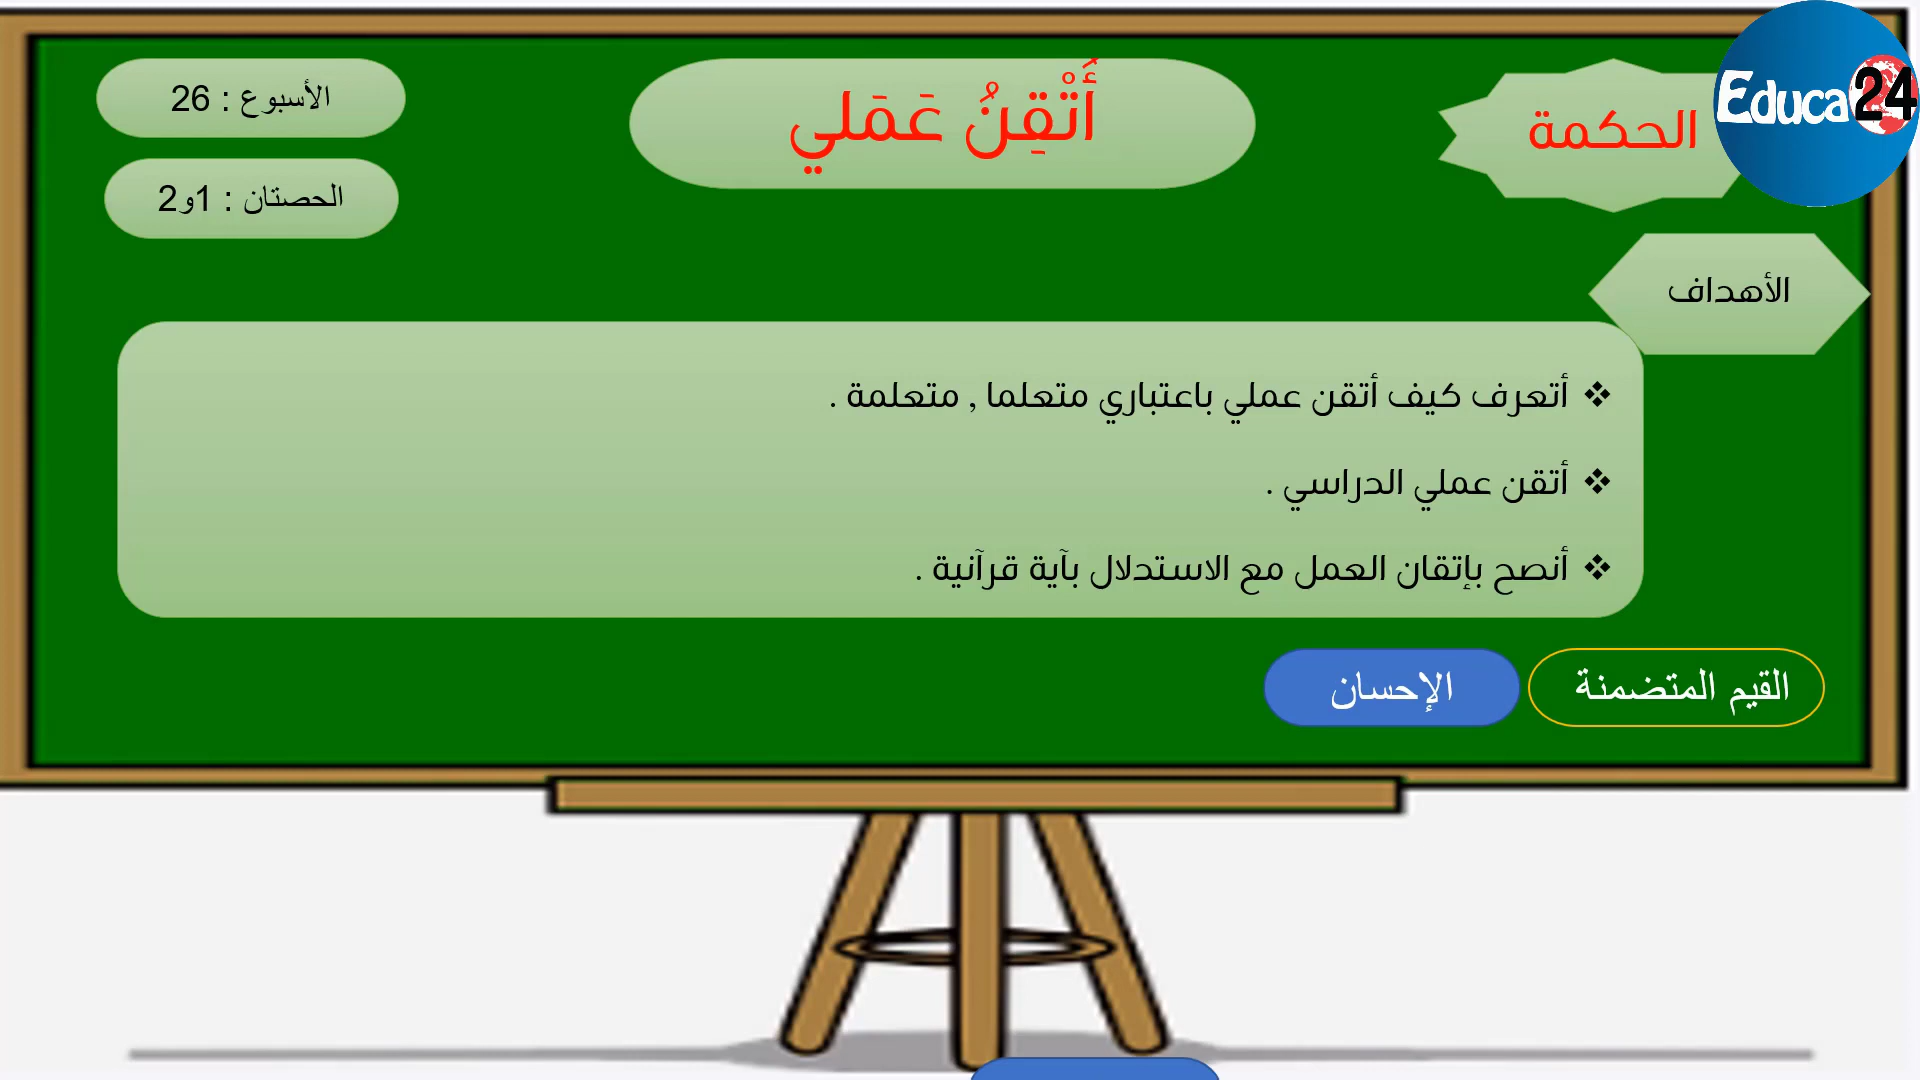 Educa24
الحكمة
أُتْقِنُ عَمَلي
الأسبوع : 26
الحصتان : 1و2
الأهداف
❖ أتعرف كيف أتقن عملي باعتباري متعلما , متعلمة .
❖ أتقن عملي الدراسي .
❖ أنصح بإتقان العمل مع الاستدلال بآية قرآنية .
القيم المتضمنة
الإحسان